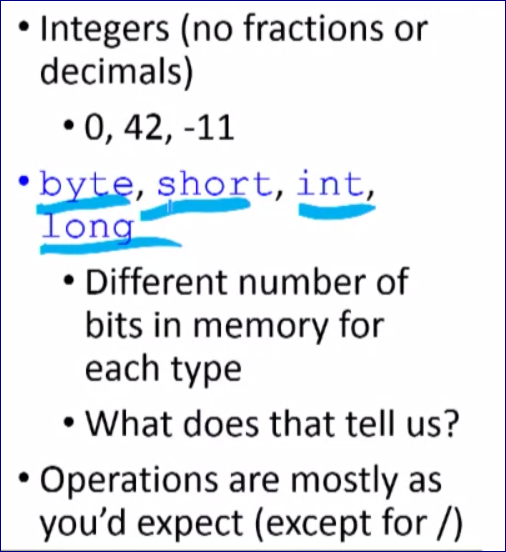 • Integers (no fractions or
decimals)
• 0, 42, -11
• byte, short, int,
long
• Different number of
bits in memory for
each type
• What does that tell us?
• Operations are mostly as
you'd expect (except for /)